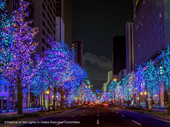 ©Festival of the Lights in Osaka Executive Committee